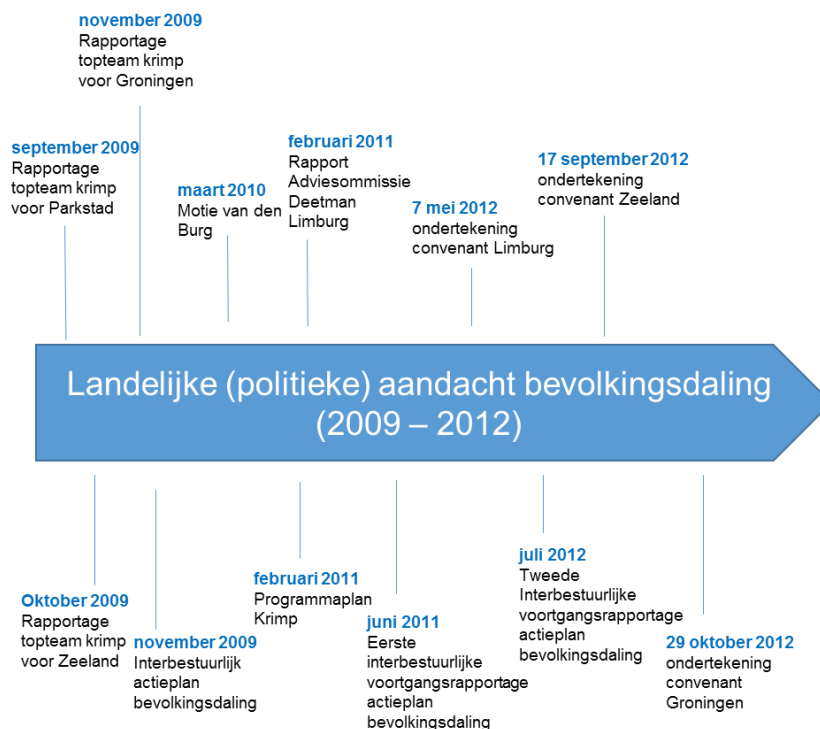 november 2009
Rapportage
topteam krimp
voor Groningen
september 2009
Rapportage
topteam krimp
voor Parkstad
maart 2010
Motie van den
Burg
februari 2011
Rapport
Adviesommissie
Deetman
Limburg
7 mei 2012
ondertekening
convenant Limburg
17 september 2012
ondertekening
convenant Zeeland
Landelijke (politieke) aandacht bevolkingsdaling
(2009 – 2012)
Oktober 2009
Rapportage
topteam krimp
voor Zeeland
november 2009
Interbestuurlijk
actieplan
bevolkingsdaling
februari 2011
Programmaplan
Krimp
juni 2011
Eerste
interbestuurlijke
voortgangsrapportage
actieplan
bevolkingsdaling
juli 2012
Tweede
Interbestuurlijke
voortgangsrapportage
actieplan
bevolkingsdaling
29 oktober 2012
ondertekening
convenant
Groningen